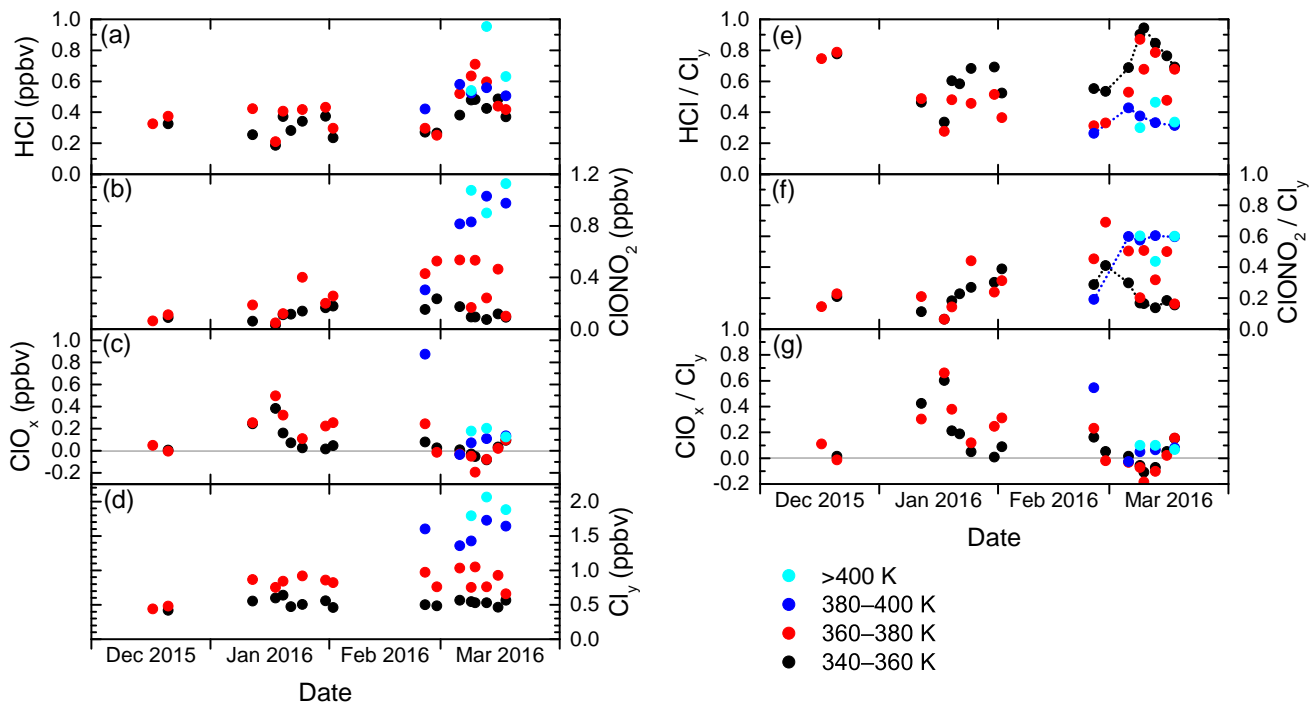 (a)
HCl (ppbv)
1.0
0.8
0.6
0.4
0.2
0.0
(b)
ClONO2 (ppbv)
1.2
0.8
0.4
0.0
(c)
ClOx (ppbv)
1.0
0.8
0.6
0.4
0.2
0.0
-0.2
(d)
Cly (ppbv)
2.0
1.5
1.0
0.5
0.0
Dec 2015 Jan 2016 Feb 2016 Mar 2016
Date
(e)
HCl / Cly
1.0
0.8
0.6
0.4
0.2
0.0
(f)
ClONO2 / Cly
0.8
0.6
0.4
0.2
0.0
(g)
ClOx / Cly
1.0
0.8
0.6
0.4
0.2
0.0
-0.2
Dec 2015 Jan 2016 Feb 2016 Mar 2016
Date
>400 K
380–400 K
360–380 K
340–360 K